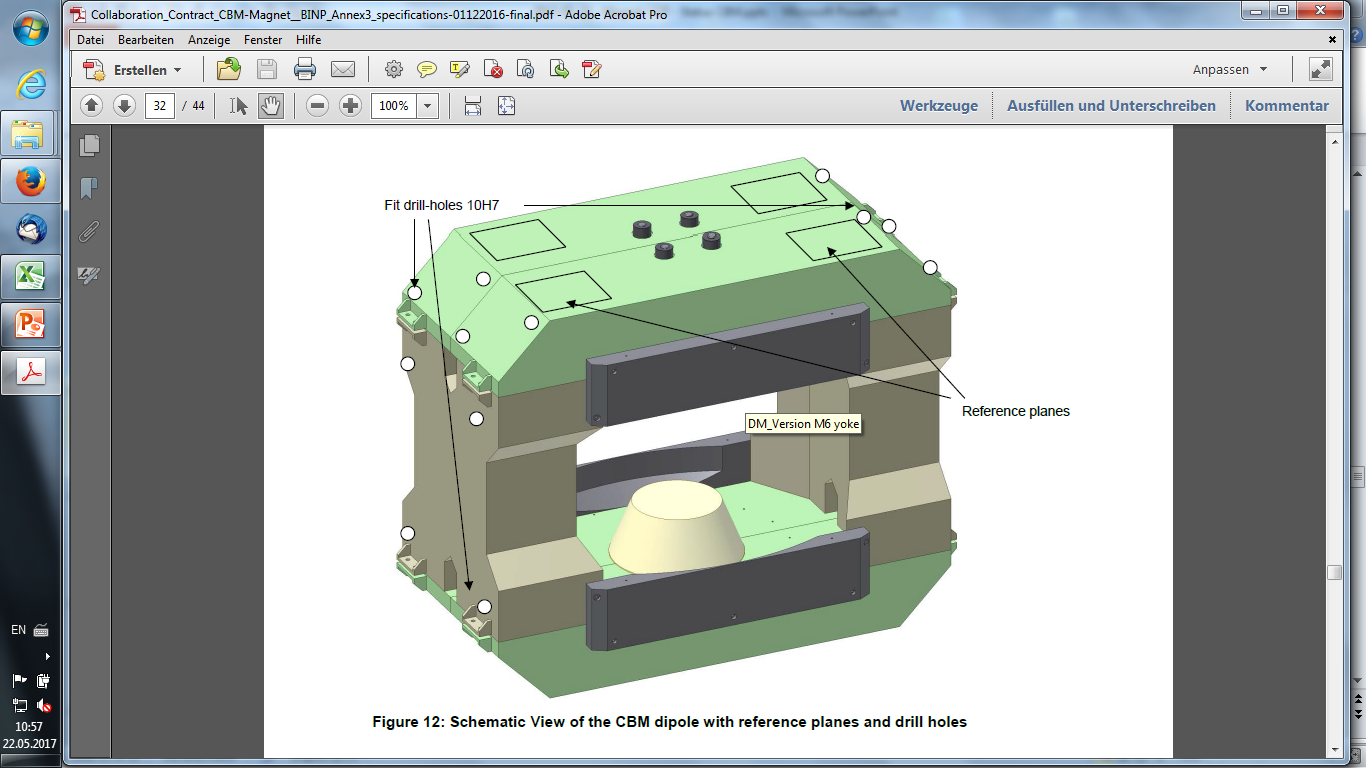 Collaboration_Contract_CBM-Magnet__BINP_Annex3_specifications-01122016-final.pdf - Adobe Acrobat Pro
Datei Bearbeiten Anzeige Fenster Hilfe
Erstellen
Anpassen
32 / 44
100%
Werkzeuge
Ausfüllen und Unterschreiben
Kommentar
Fit drill-holes 10H7
Reference planes
DM_Version M6 yoke
Figure 12: Schematic View of the CBM dipole with reference planes and drill holes
EN
10:57
22.05.2017